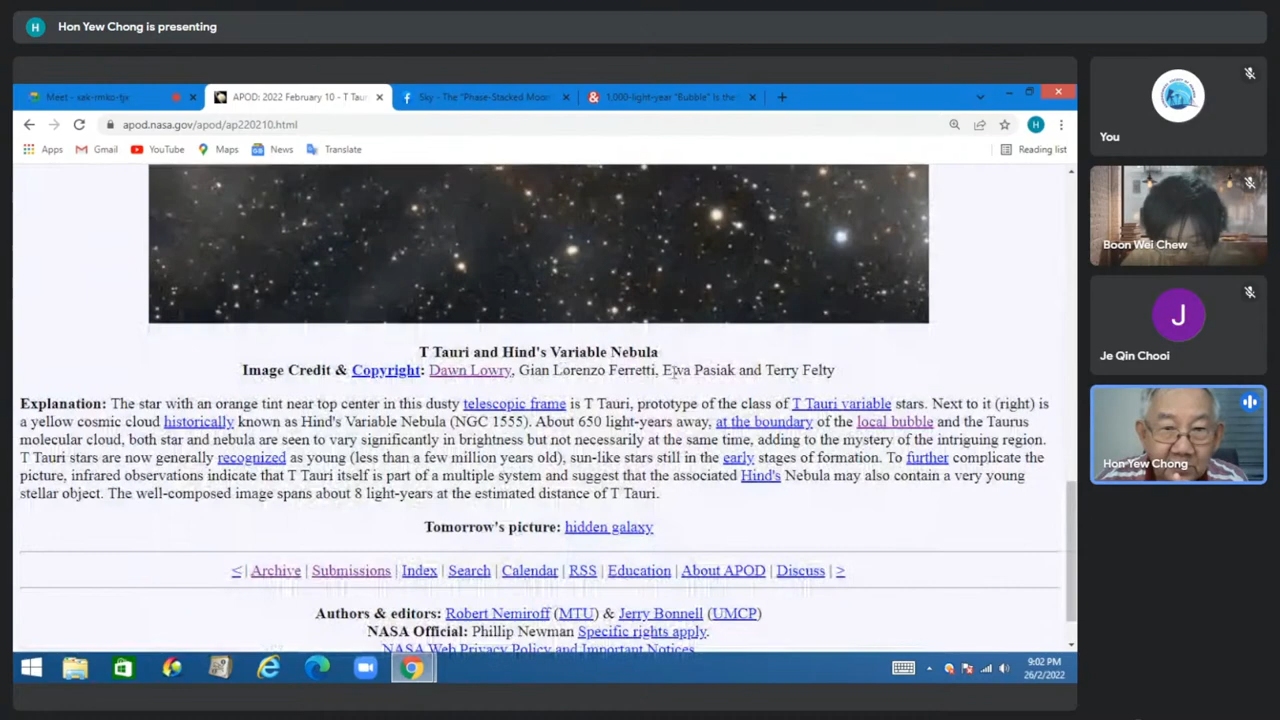 H Hon Yew Chong is presenting
Meet - xek-rmko-tjx
APOD: 2022 February 10 - T Taur
Sky - The "Phase-Stacked Moon
1,000-light-year "Bubble" Is the
apod.nasa.gov/apod/ap220210.html
H
Apps Gmail YouTube Maps News Translate Reading list
T Tauri and Hind's Variable Nebula
Image Credit & Copyright: Dawn Lowry, Gian Lorenzo Ferretti, Ewa Pasiak and Terry Felty
Explanation: The star with an orange tint near top center in this dusty telescopic frame is T Tauri, prototype of the class of T Tauri variable stars. Next to it (right) is
a yellow cosmic cloud historically known as Hind's Variable Nebula (NGC 1555). About 650 light-years away, at the boundary of the local bubble and the Taurus
molecular cloud, both star and nebula are seen to vary significantly in brightness but not necessarily at the same time, adding to the mystery of the intriguing region.
T Tauri stars are now generally recognized as young (less than a few million years old), sun-like stars still in the early stages of formation. To further complicate the
picture, infrared observations indicate that T Tauri itself is part of a multiple system and suggest that the associated Hind's Nebula may also contain a very young
stellar object. The well-composed image spans about 8 light-years at the estimated distance of T Tauri.
Tomorrow's picture: hidden galaxy
< | Archive | Submissions | Index | Search | Calendar | RSS | Education | About APOD | Discuss | >
Authors & editors: Robert Nemiroff (MTU) & Jerry Bonnell (UMCP)
NASA Official: Phillip Newman Specific rights apply.
NASA Web Privacy Policy and Important Notices
9:02 PM
26/2/2022
You
Boon Wei Chew
J
Je Qin Chooi
Hon Yew Chong